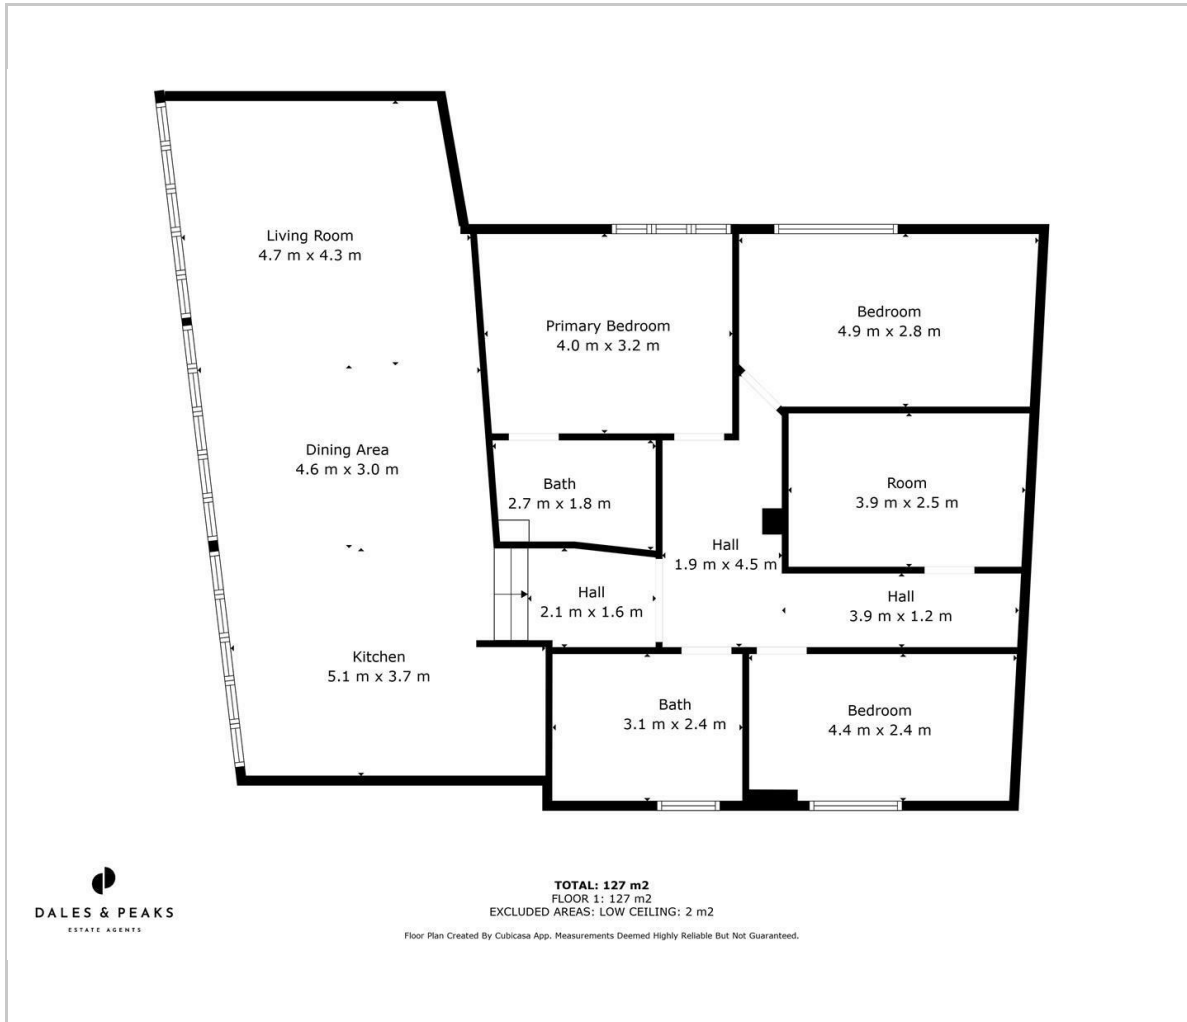 Living Room
4.7 m x 4.3 m
Primary Bedroom
4.0 m x 3.2 m
Bedroom
4.9 m x 2.8 m
Dining Area
4.6 m x 3.0 m
Bath
2.7 m x 1.8 m
Room
3.9 m x 2.5 m
Hall
1.9 m x 4.5 m
Hall
2.1 m x 1.6 m
Hall
3.9 m x 1.2 m
Kitchen
5.1 m x 3.7 m
Bath
3.1 m x 2.4 m
Bedroom
4.4 m x 2.4 m
DALES & PEAKS
ESTATE AGENTS
TOTAL: 127 m2
FLOOR 1: 127 m2
EXCLUDED AREAS: LOW CEILING: 2 m2
Floor Plan Created By Cubicasa App. Measurements Deemed Highly Reliable But Not Guaranteed.